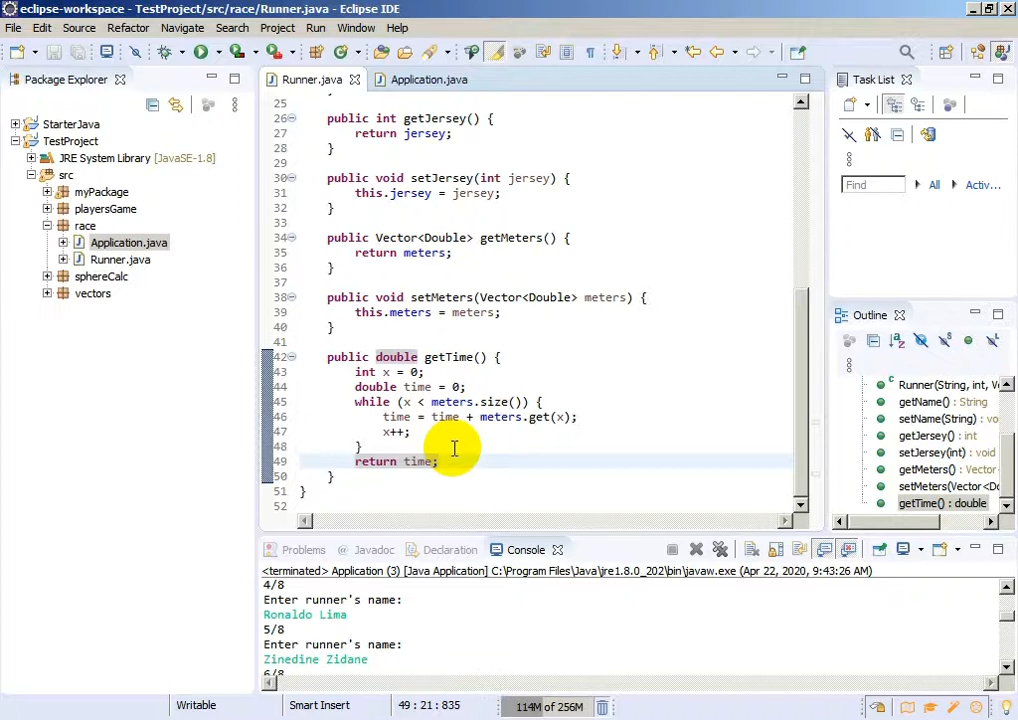 eclipse-workspace - TestProject/src/race/Runner.java - Eclipse IDE
File Edit Source Refactor Navigate Search Project Run Window Help
Package Explorer
StarterJava
TestProject
JRE System Library [JavaSE-1.8]
src
myPackage
playersGame
race
Application.java
Runner.java
sphereCalc
vectors
Runner.java
Application.java
25 }
26 public int getJersey() {
27 return jersey;
28 }
29
30 public void setJersey(int jersey) {
31 this.jersey = jersey;
32 }
33
34 public Vector<Double> getMeters() {
35 return meters;
36 }
37
38 public void setMeters(Vector<Double> meters) {
39 this.meters = meters;
40 }
41
42 public double getTime() {
43 int x = 0;
44 double time = 0;
45 while (x < meters.size()) {
46 time = time + meters.get(x);
47 x++;
48 }
49 return time;
50 }
51 }
52
Task List
Find All Activ...
Outline
Runner(String, int, V
getName() : String
setName(String) : void
getJersey() : int
setJersey(int) : void
getMeters() : Vector
setMeters(Vector<Do
getTime() : double
Problems Javadoc Declaration Console
<terminated> Application (3) [Java Application] C:\Program Files\Java\jre1.8.0_202\bin\javaw.exe (Apr 22, 2020, 9:43:26 AM)
4/8
Enter runner's name:
Ronaldo Lima
5/8
Enter runner's name:
Zinedine Zidane
6/8
Writable Smart Insert 49 : 21 : 835 114M of 256M